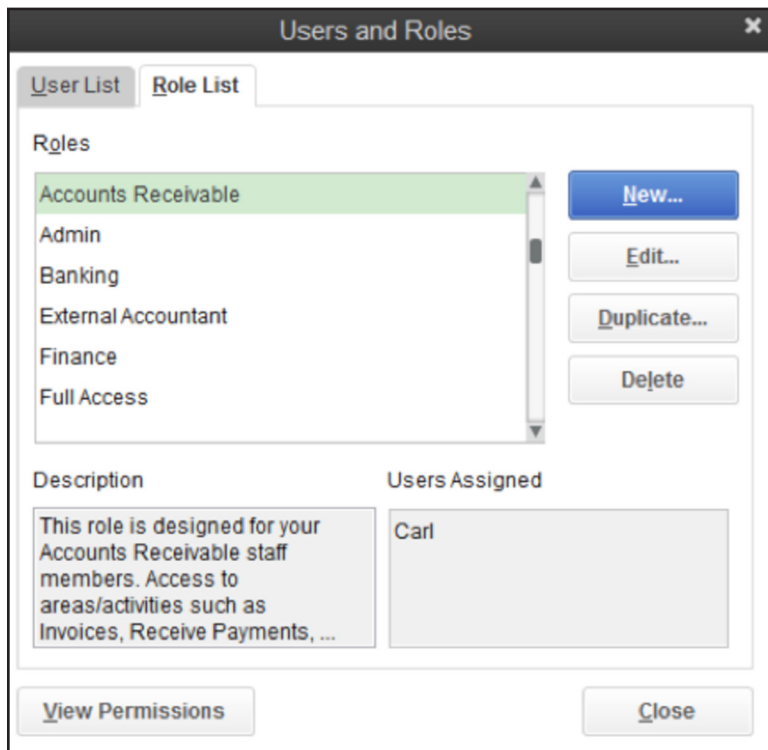 Users and Roles
User List
Role List
Roles
Accounts Receivable
Admin
Banking
External Accountant
Finance
Full Access
New...
Edit...
Duplicate...
Delete
Description
This role is designed for your
Accounts Receivable staff
members. Access to
areas/activities such as
Invoices, Receive Payments, ...
Users Assigned
Carl
View Permissions
Close